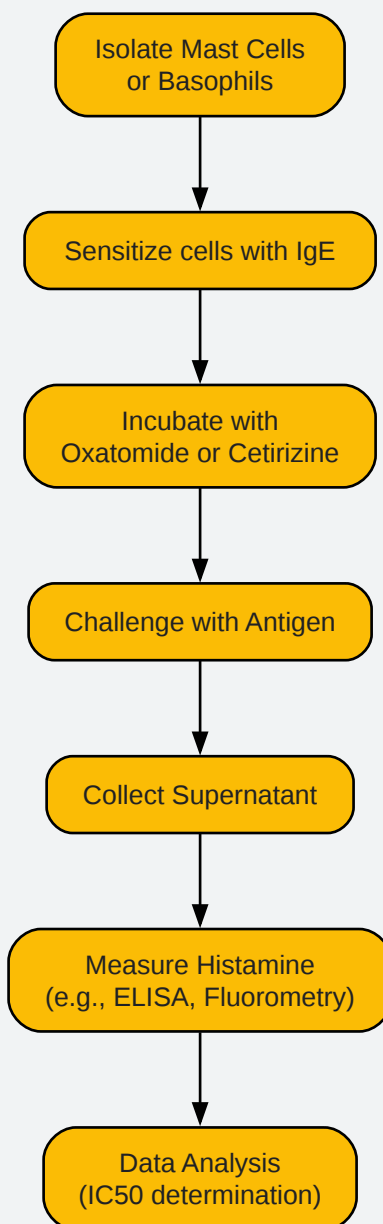 Isolate Mast Cells
or Basophils
Sensitize cells with IgE
Incubate with
Oxatomide or Cetirizine
Challenge with Antigen
Collect Supernatant
Measure Histamine
(e.g., ELISA, Fluorometry)
Data Analysis
(IC50 determination)